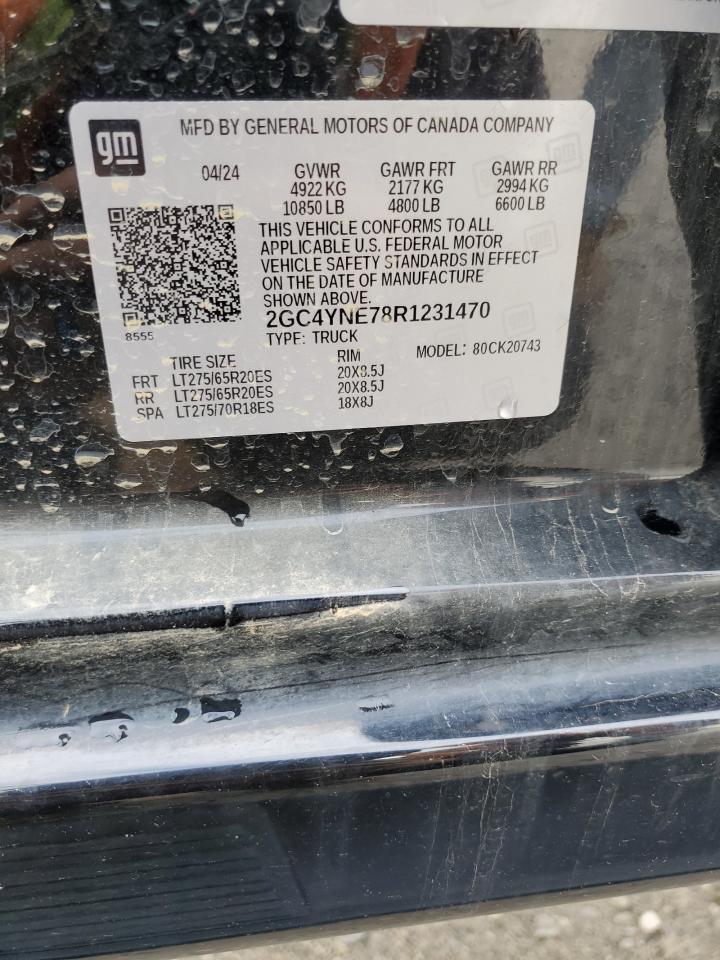 gm
MFD BY GENERAL MOTORS OF CANADA COMPANY
04/24 GVWR GAWR FRT GAWR RR
4922 KG 2177 KG 2994 KG
10850 LB 4800 LB 6600 LB
THIS VEHICLE CONFORMS TO ALL
APPLICABLE U.S. FEDERAL MOTOR
VEHICLE SAFETY STANDARDS IN EFFECT
ON THE DATE OF MANUFACTURE
SHOWN ABOVE.
8555
2GC4YNE78R1231470
TYPE: TRUCK MODEL: 80CK20743
TIRE SIZE RIM
FRT LT275/65R20ES 20X8.5J
RR LT275/65R20ES 20X8.5J
SPA LT275/70R18ES 18X8J